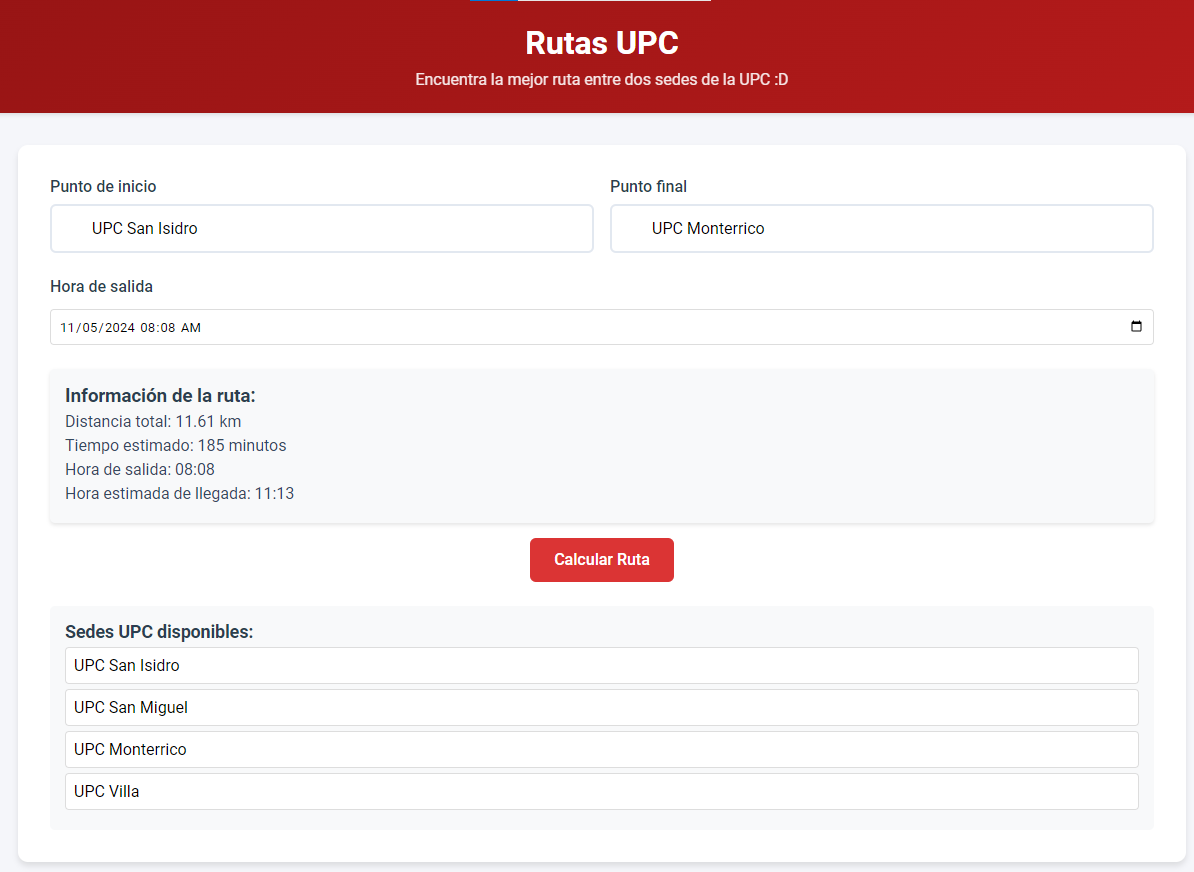 Rutas UPC
Encuentra la mejor ruta entre dos sedes de la UPC :D
Punto de inicio
UPC San Isidro
Punto final
UPC Monterrico
Hora de salida
11/05/2024 08:08 AM
Información de la ruta:
Distancia total: 11.61 km
Tiempo estimado: 185 minutos
Hora de salida: 08:08
Hora estimada de llegada: 11:13
Calcular Ruta
Sedes UPC disponibles:
UPC San Isidro
UPC San Miguel
UPC Monterrico
UPC Villa